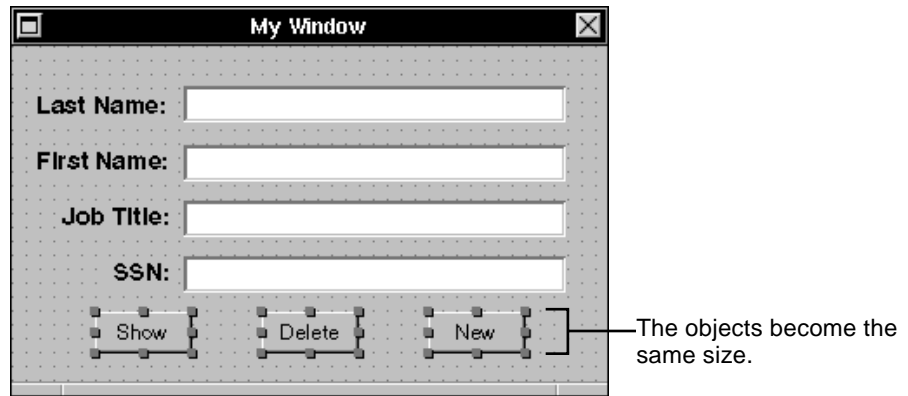 My Window
Last Name:
First Name:
Job Title:
SSN:
Show Delete New
The objects become the
same size.